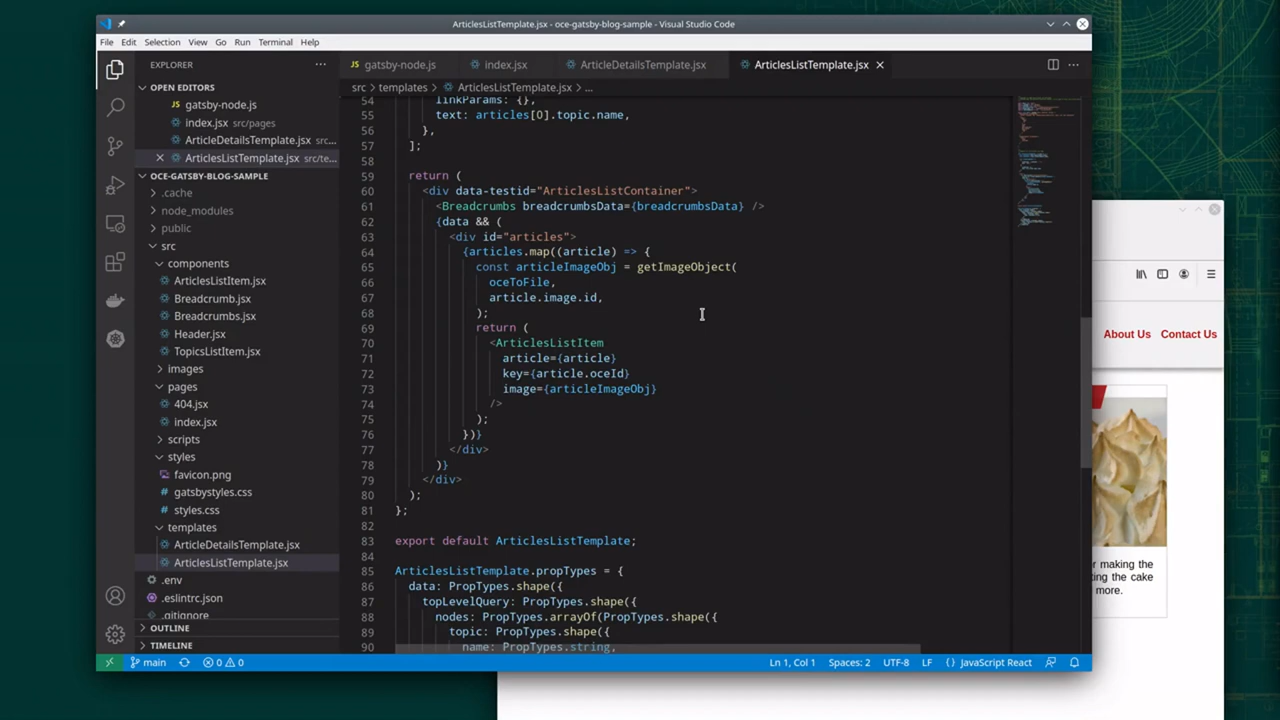 ArticlesListTemplate.jsx - oce-gatsby-blog-sample - Visual Studio Code
File Edit Selection View Go Run Terminal Help
EXPLORER
OPEN EDITORS
gatsby-node.js
index.jsx src/pages
ArticleDetailsTemplate.jsx src...
ArticlesListTemplate.jsx src/te...
OCE-GATSBY-BLOG-SAMPLE
.cache
node_modules
public
src
components
ArticlesListItem.jsx
Breadcrumb.jsx
Breadcrumbs.jsx
Header.jsx
TopicsListItem.jsx
images
pages
404.jsx
index.jsx
scripts
styles
favicon.png
gatsbystyles.css
styles.css
templates
ArticleDetailsTemplate.jsx
ArticlesListTemplate.jsx
.env
.eslintrc.json
.gitignore
OUTLINE
TIMELINE
gatsby-node.js index.jsx ArticleDetailsTemplate.jsx ArticlesListTemplate.jsx
src > templates > ArticlesListTemplate.jsx > ...
54 linkParams: {},
55 text: articles[0].topic.name,
56 },
57 ];
58
59 return (
60 <div data-testid="ArticlesListContainer">
61 <Breadcrumbs breadcrumbsData={breadcrumbsData} />
62 {data && (
63 <div id="articles">
64 {articles.map((article) => {
65 const articleImageObj = getImageObject(
66 oceToFile,
67 article.image.id,
68 );
69 return (
70 <ArticlesListItem
71 article={article}
72 key={article.oceId}
73 image={articleImageObj}
74 />
75 );
76 })}
77 </div>
78 )}
79 </div>
80 );
81 };
82
83 export default ArticlesListTemplate;
84
85 ArticlesListTemplate.propTypes = {
86 data: PropTypes.shape({
87 topLevelQuery: PropTypes.shape({
88 nodes: PropTypes.arrayOf(PropTypes.shape({
89 topic: PropTypes.shape({
90 name: PropTypes.string,
main 0 0 Ln 1, Col 1 Spaces: 2 UTF-8 LF JavaScript React
About Us Contact Us
making the
the cake
more.